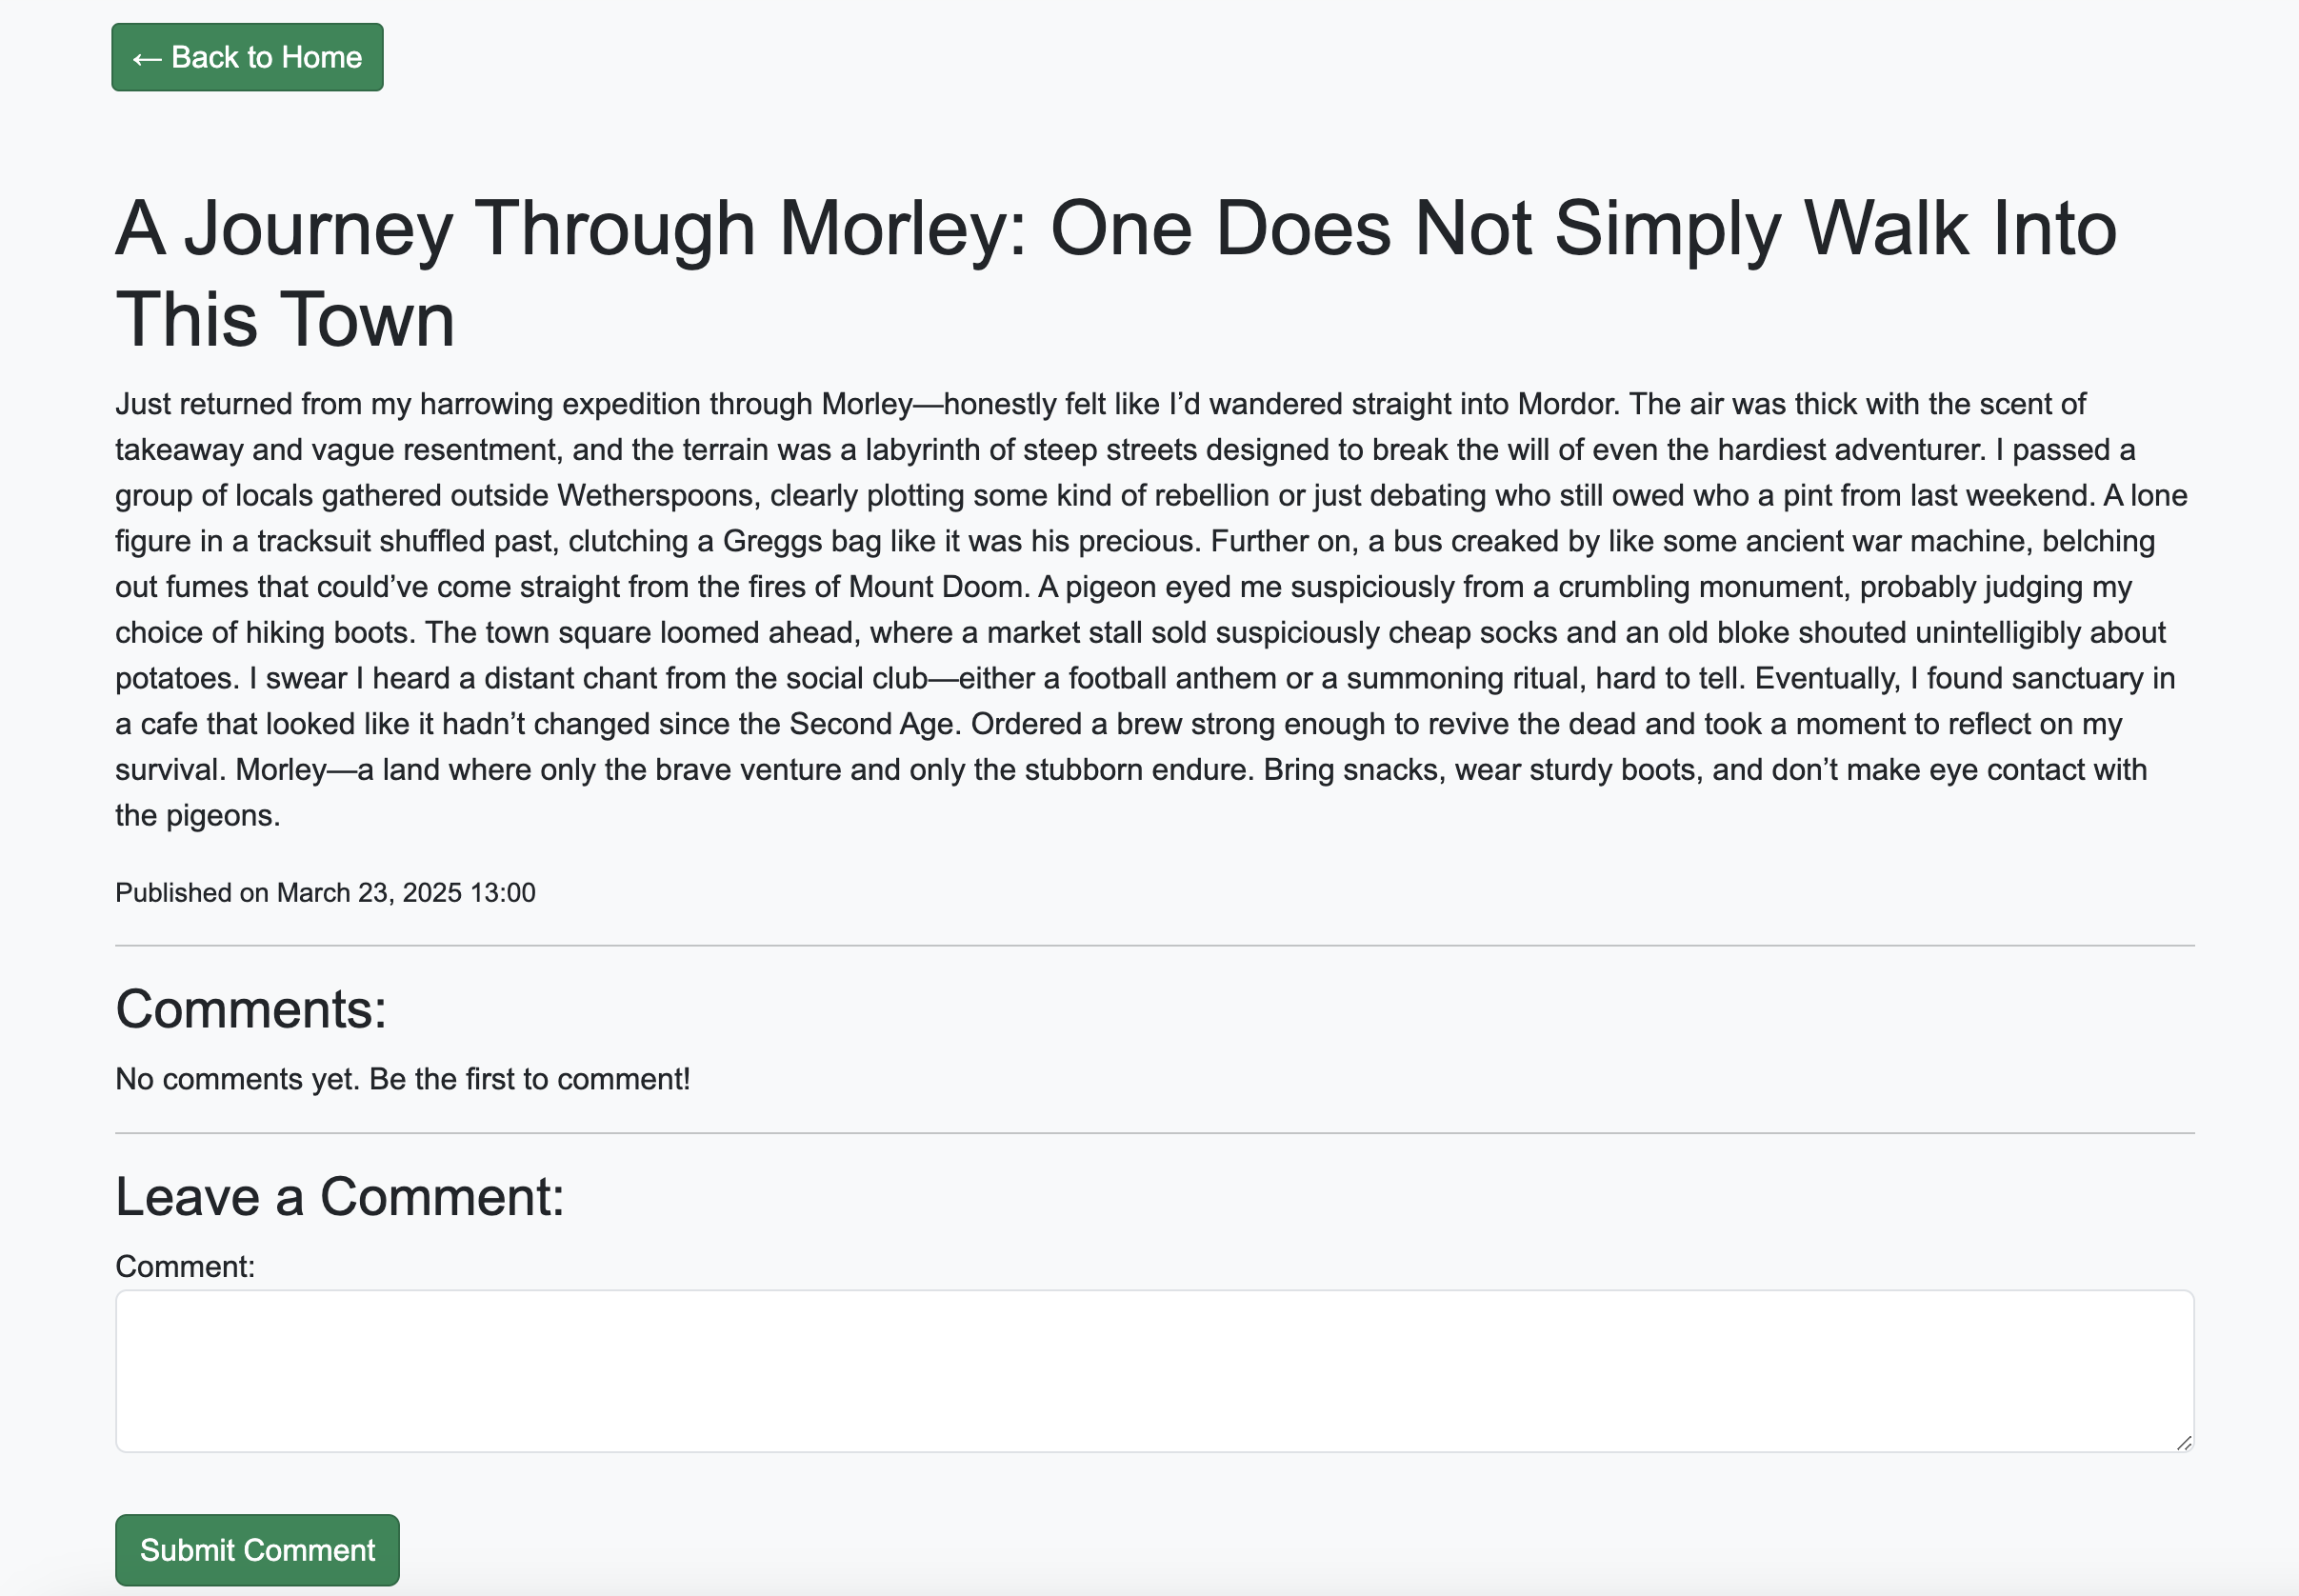 ← Back to Home
A Journey Through Morley: One Does Not Simply Walk Into
This Town
Just returned from my harrowing expedition through Morley—honestly felt like I’d wandered straight into Mordor. The air was thick with the scent of
takeaway and vague resentment, and the terrain was a labyrinth of steep streets designed to break the will of even the hardiest adventurer. I passed a
group of locals gathered outside Wetherspoons, clearly plotting some kind of rebellion or just debating who still owed who a pint from last weekend. A lone
figure in a tracksuit shuffled past, clutching a Greggs bag like it was his precious. Further on, a bus creaked by like some ancient war machine, belching
out fumes that could’ve come straight from the fires of Mount Doom. A pigeon eyed me suspiciously from a crumbling monument, probably judging my
choice of hiking boots. The town square loomed ahead, where a market stall sold suspiciously cheap socks and an old bloke shouted unintelligibly about
potatoes. I swear I heard a distant chant from the social club—either a football anthem or a summoning ritual, hard to tell. Eventually, I found sanctuary in
a cafe that looked like it hadn’t changed since the Second Age. Ordered a brew strong enough to revive the dead and took a moment to reflect on my
survival. Morley—a land where only the brave venture and only the stubborn endure. Bring snacks, wear sturdy boots, and don’t make eye contact with
the pigeons.
Published on March 23, 2025 13:00
Comments:
No comments yet. Be the first to comment!
Leave a Comment:
Comment:
Submit Comment